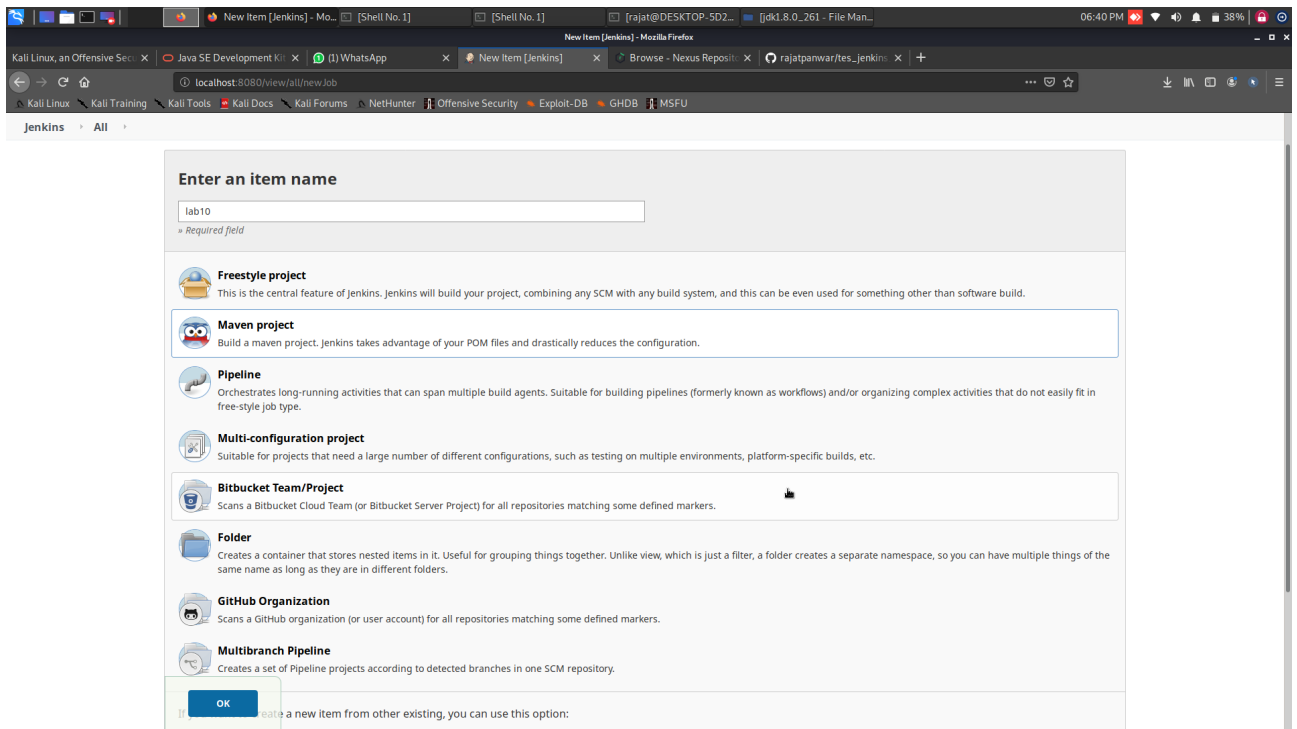 New Item [Jenkins] - Mo...
[Shell No. 1]
[Shell No. 1]
[rajat@DESKTOP-5D2...
[jdk1.8.0_261 - File Man...
06:40 PM
38%
New Item [Jenkins] - Mozilla Firefox
Kali Linux, an Offensive Sec
Java SE Development Kit
(1) WhatsApp
New Item [Jenkins]
Browse - Nexus Reposito
rajatpanwar/tes_jenkins
localhost:8080/view/all/newJob
Kali Linux
Kali Training
Kali Tools
Kali Docs
Kali Forums
NetHunter
Offensive Security
Exploit-DB
GHDB
MSFU
Jenkins
All
Enter an item name
lab10
» Required field
Freestyle project
This is the central feature of Jenkins. Jenkins will build your project, combining any SCM with any build system, and this can be even used for something other than software build.
Maven project
Build a maven project. Jenkins takes advantage of your POM files and drastically reduces the configuration.
Pipeline
Orchestrates long-running activities that can span multiple build agents. Suitable for building pipelines (formerly known as workflows) and/or organizing complex activities that do not easily fit in
free-style job type.
Multi-configuration project
Suitable for projects that need a large number of different configurations, such as testing on multiple environments, platform-specific builds, etc.
Bitbucket Team/Project
Scans a Bitbucket Cloud Team (or Bitbucket Server Project) for all repositories matching some defined markers.
Folder
Creates a container that stores nested items in it. Useful for grouping things together. Unlike view, which is just a filter, a folder creates a separate namespace, so you can have multiple things of the
same name as long as they are in different folders.
GitHub Organization
Scans a GitHub organization (or user account) for all repositories matching some defined markers.
Multibranch Pipeline
Creates a set of Pipeline projects according to detected branches in one SCM repository.
OK
a new item from other existing, you can use this option: